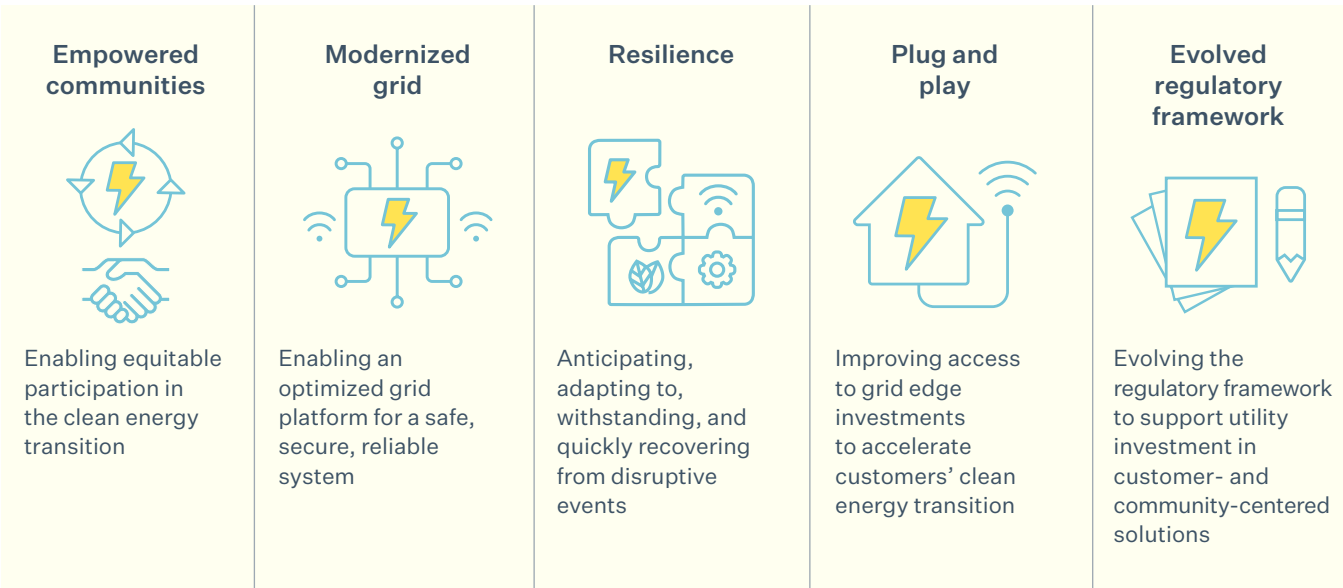 Empowered
communities
Enabling equitable
participation in
the clean energy
transition
Modernized
grid
Enabling an
optimized grid
platform for a safe,
secure, reliable
system
Resilience
Anticipating,
adapting to,
withstanding, and
quickly recovering
from disruptive
events
Plug and
play
Improving access
to grid edge
investments
to accelerate
customers’ clean
energy transition
Evolved
regulatory
framework
Evolving the
regulatory framework
to support utility
investment in
customer- and
community-centered
solutions